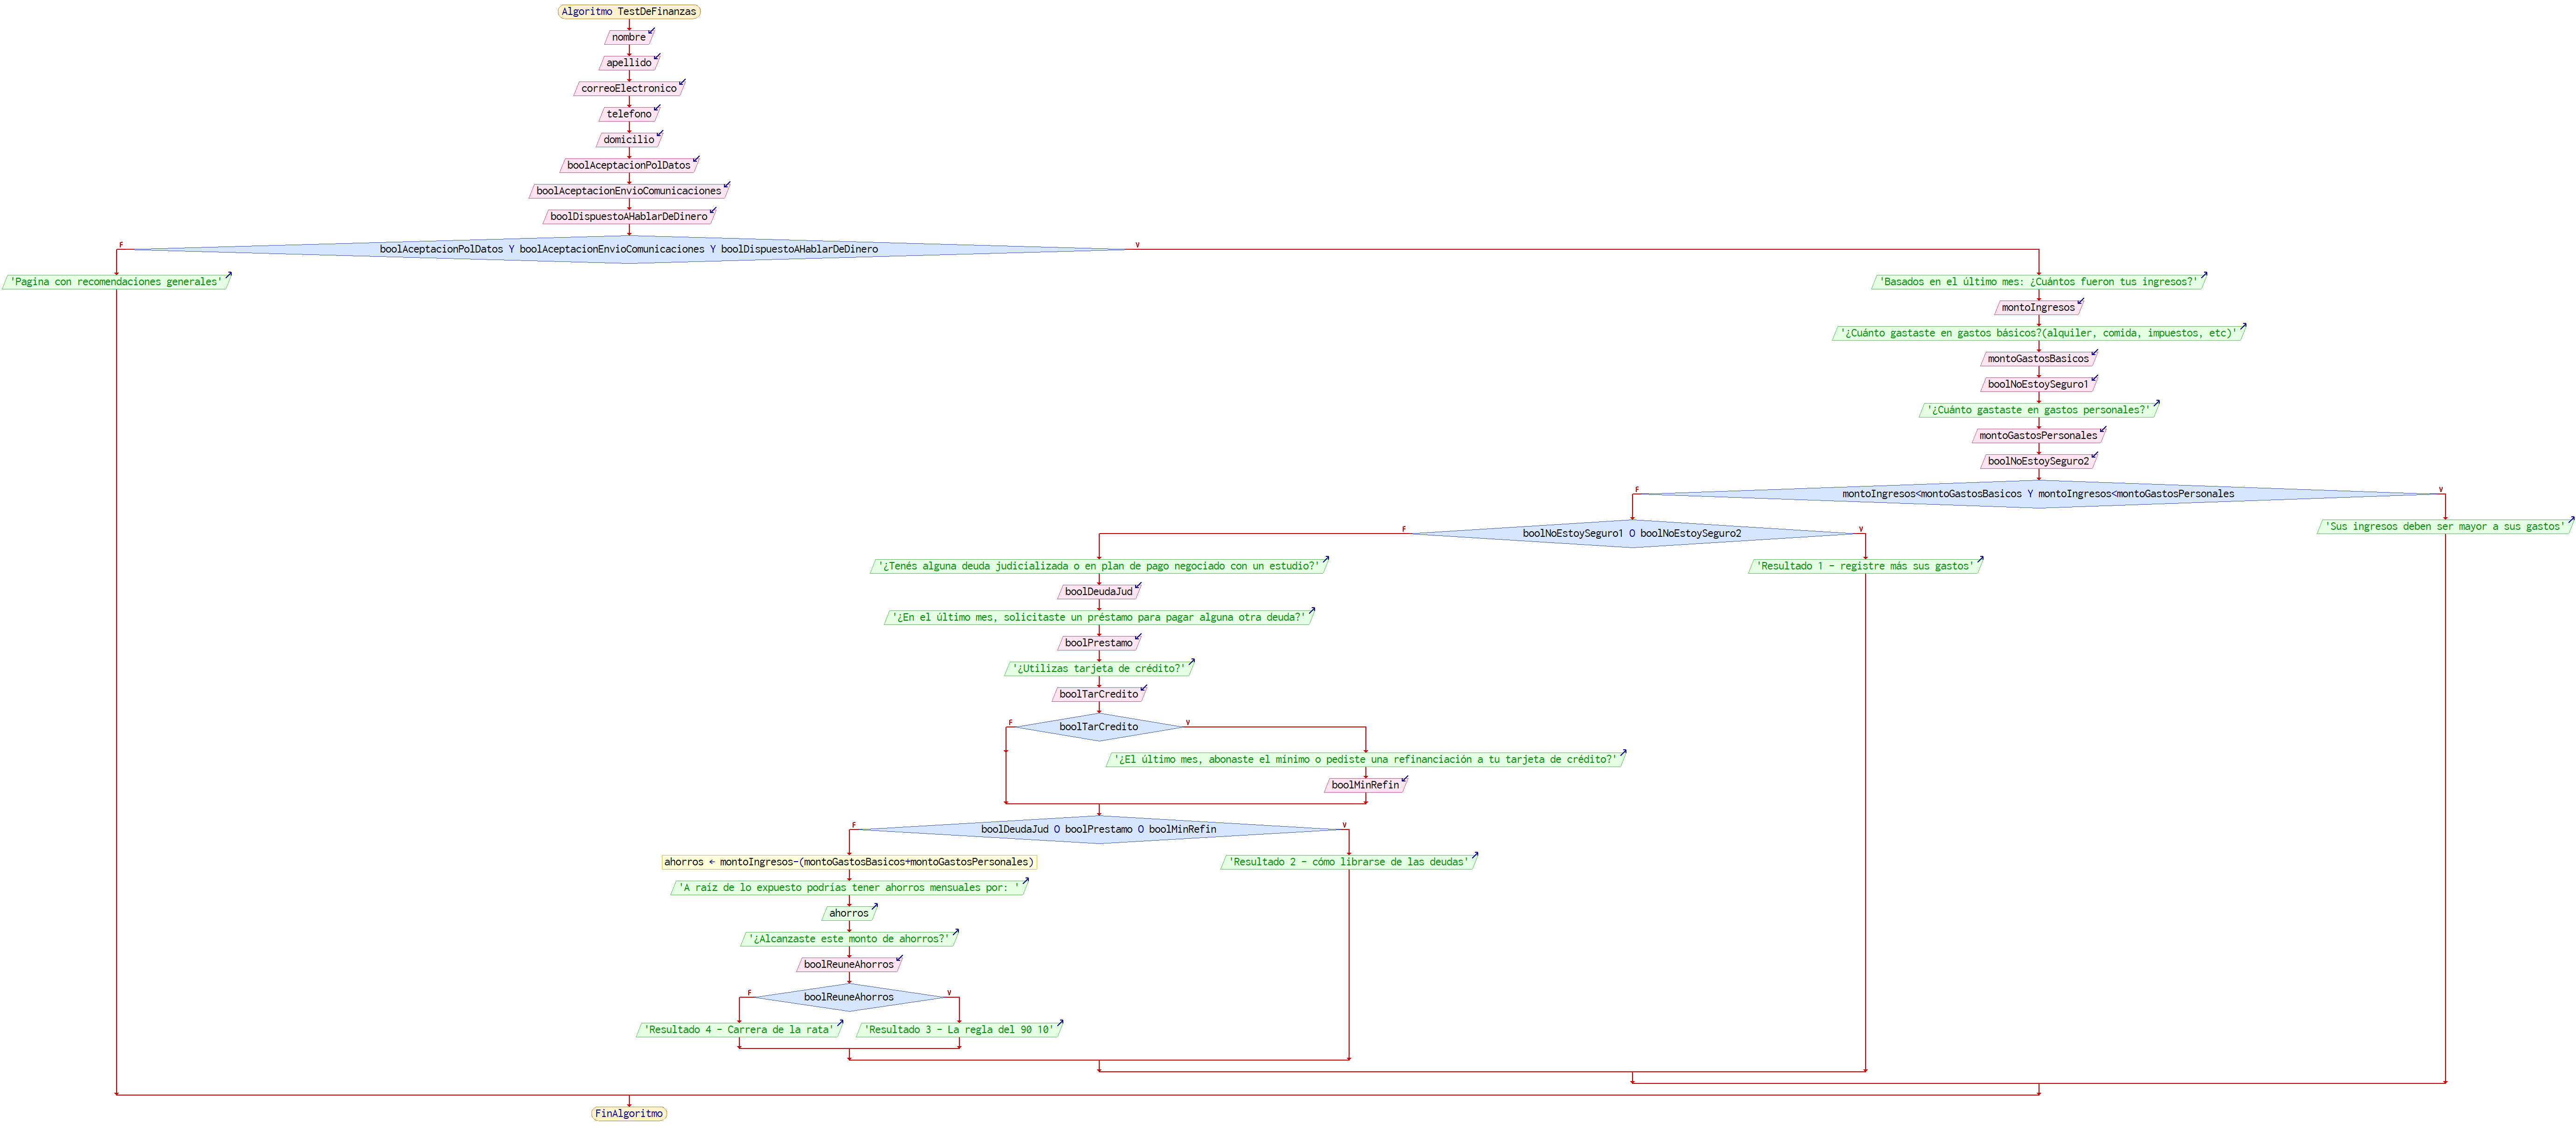 Algoritmo TestDeFinanzas
nombre
apellido
correoElectronico
telefono
domicilio
boolAceptacionPolDatos
boolAceptacionEnvioComunicaciones
boolDispuestoAHablarDeDinero
boolAceptacionPolDatos Y boolAceptacionEnvioComunicaciones Y boolDispuestoAHablarDeDinero
F
V
'Pagína con recomendaciones generales'
'Basados en el último mes: ¿Cuántos fueron tus ingresos?'
montoIngresos
'¿Cuánto gastaste en gastos básicos?(alquiler, comida, impuestos, etc)'
montoGastosBasicos
boolNoEstoySeguro1
'¿Cuánto gastaste en gastos personales?'
montoGastosPersonales
boolNoEstoySeguro2
montoIngresos<montoGastosBasicos Y montoIngresos<montoGastosPersonales
F
V
'Sus ingresos deben ser mayor a sus gastos'
boolNoEstoySeguro1 O boolNoEstoySeguro2
F
V
'¿Tenés alguna deuda judicializada o en plan de pago negociado con un estudio?'
'Resultado 1 - registre más sus gastos'
boolDeudaJud
'¿En el último mes, solicitaste un préstamo para pagar alguna otra deuda?'
boolPrestamo
'¿Utilizas tarjeta de crédito?'
boolTarCredito
boolTarCredito
F
V
'¿El último mes, abonaste el mínimo o pediste una refinanciación a tu tarjeta de crédito?'
boolMinRefin
boolDeudaJud O boolPrestamo O boolMinRefin
F
V
ahorros ← montoIngresos-(montoGastosBasicos+montoGastosPersonales)
'Resultado 2 - cómo librarse de las deudas'
'A raíz de lo expuesto podrías tener ahorros mensuales por: '
ahorros
'¿Alcanzaste este monto de ahorros?'
boolReuneAhorros
boolReuneAhorros
F
V
'Resultado 4 - Carrera de la rata'
'Resultado 3 - La regla del 90 10'
FinAlgoritmo